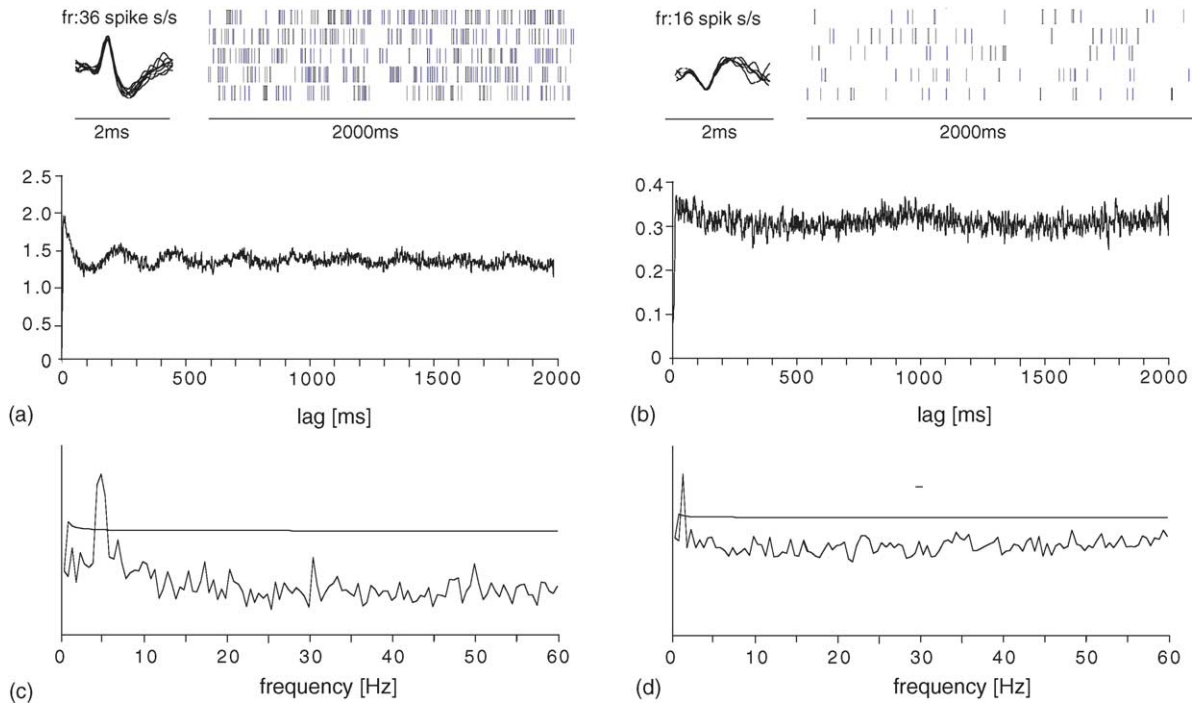 fr:36 spike s/s
2ms
2000ms
fr:16 spik s/s
2ms
2000ms
2.5
2.0
1.5
1.0
0.5
0
0 500 1000 1500 2000
(a) lag [ms]
0.4
0.3
0.2
0.1
0
0 500 1000 1500 2000
(b) lag [ms]
0 10 20 30 40 50 60
(c) frequency [Hz]
0 10 20 30 40 50 60
(d) frequency [Hz]